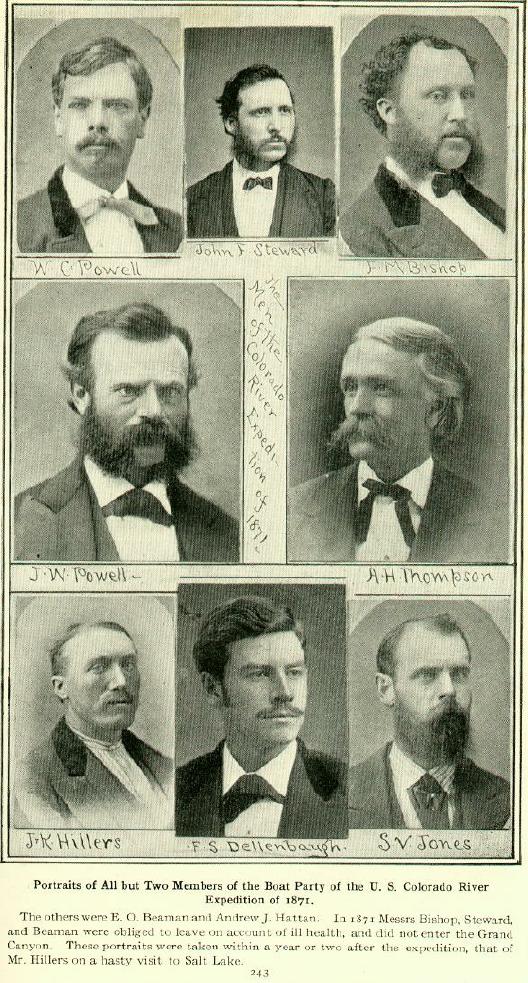 W. C. Powell
John F Steward
F. M. Bishop
The
Men
of the
Colorado
River
Expedi-
tion of
1871-
J. W. Powell-
A. H. Thompson
J. K Hillers
F S Dellenbaugh.
S V Jones
Portraits of All but Two Members of the Boat Party of the U. S. Colorado River
Expedition of 1871.
The others were E. O. Beaman and Andrew J. Hattan. In 1871 Messrs Bishop, Steward,
and Beaman were obliged to leave on account of ill health, and did not enter the Grand
Canyon. These portraits were taken within a year or two after the expedition, that of
Mr. Hillers on a hasty visit to Salt Lake.
243